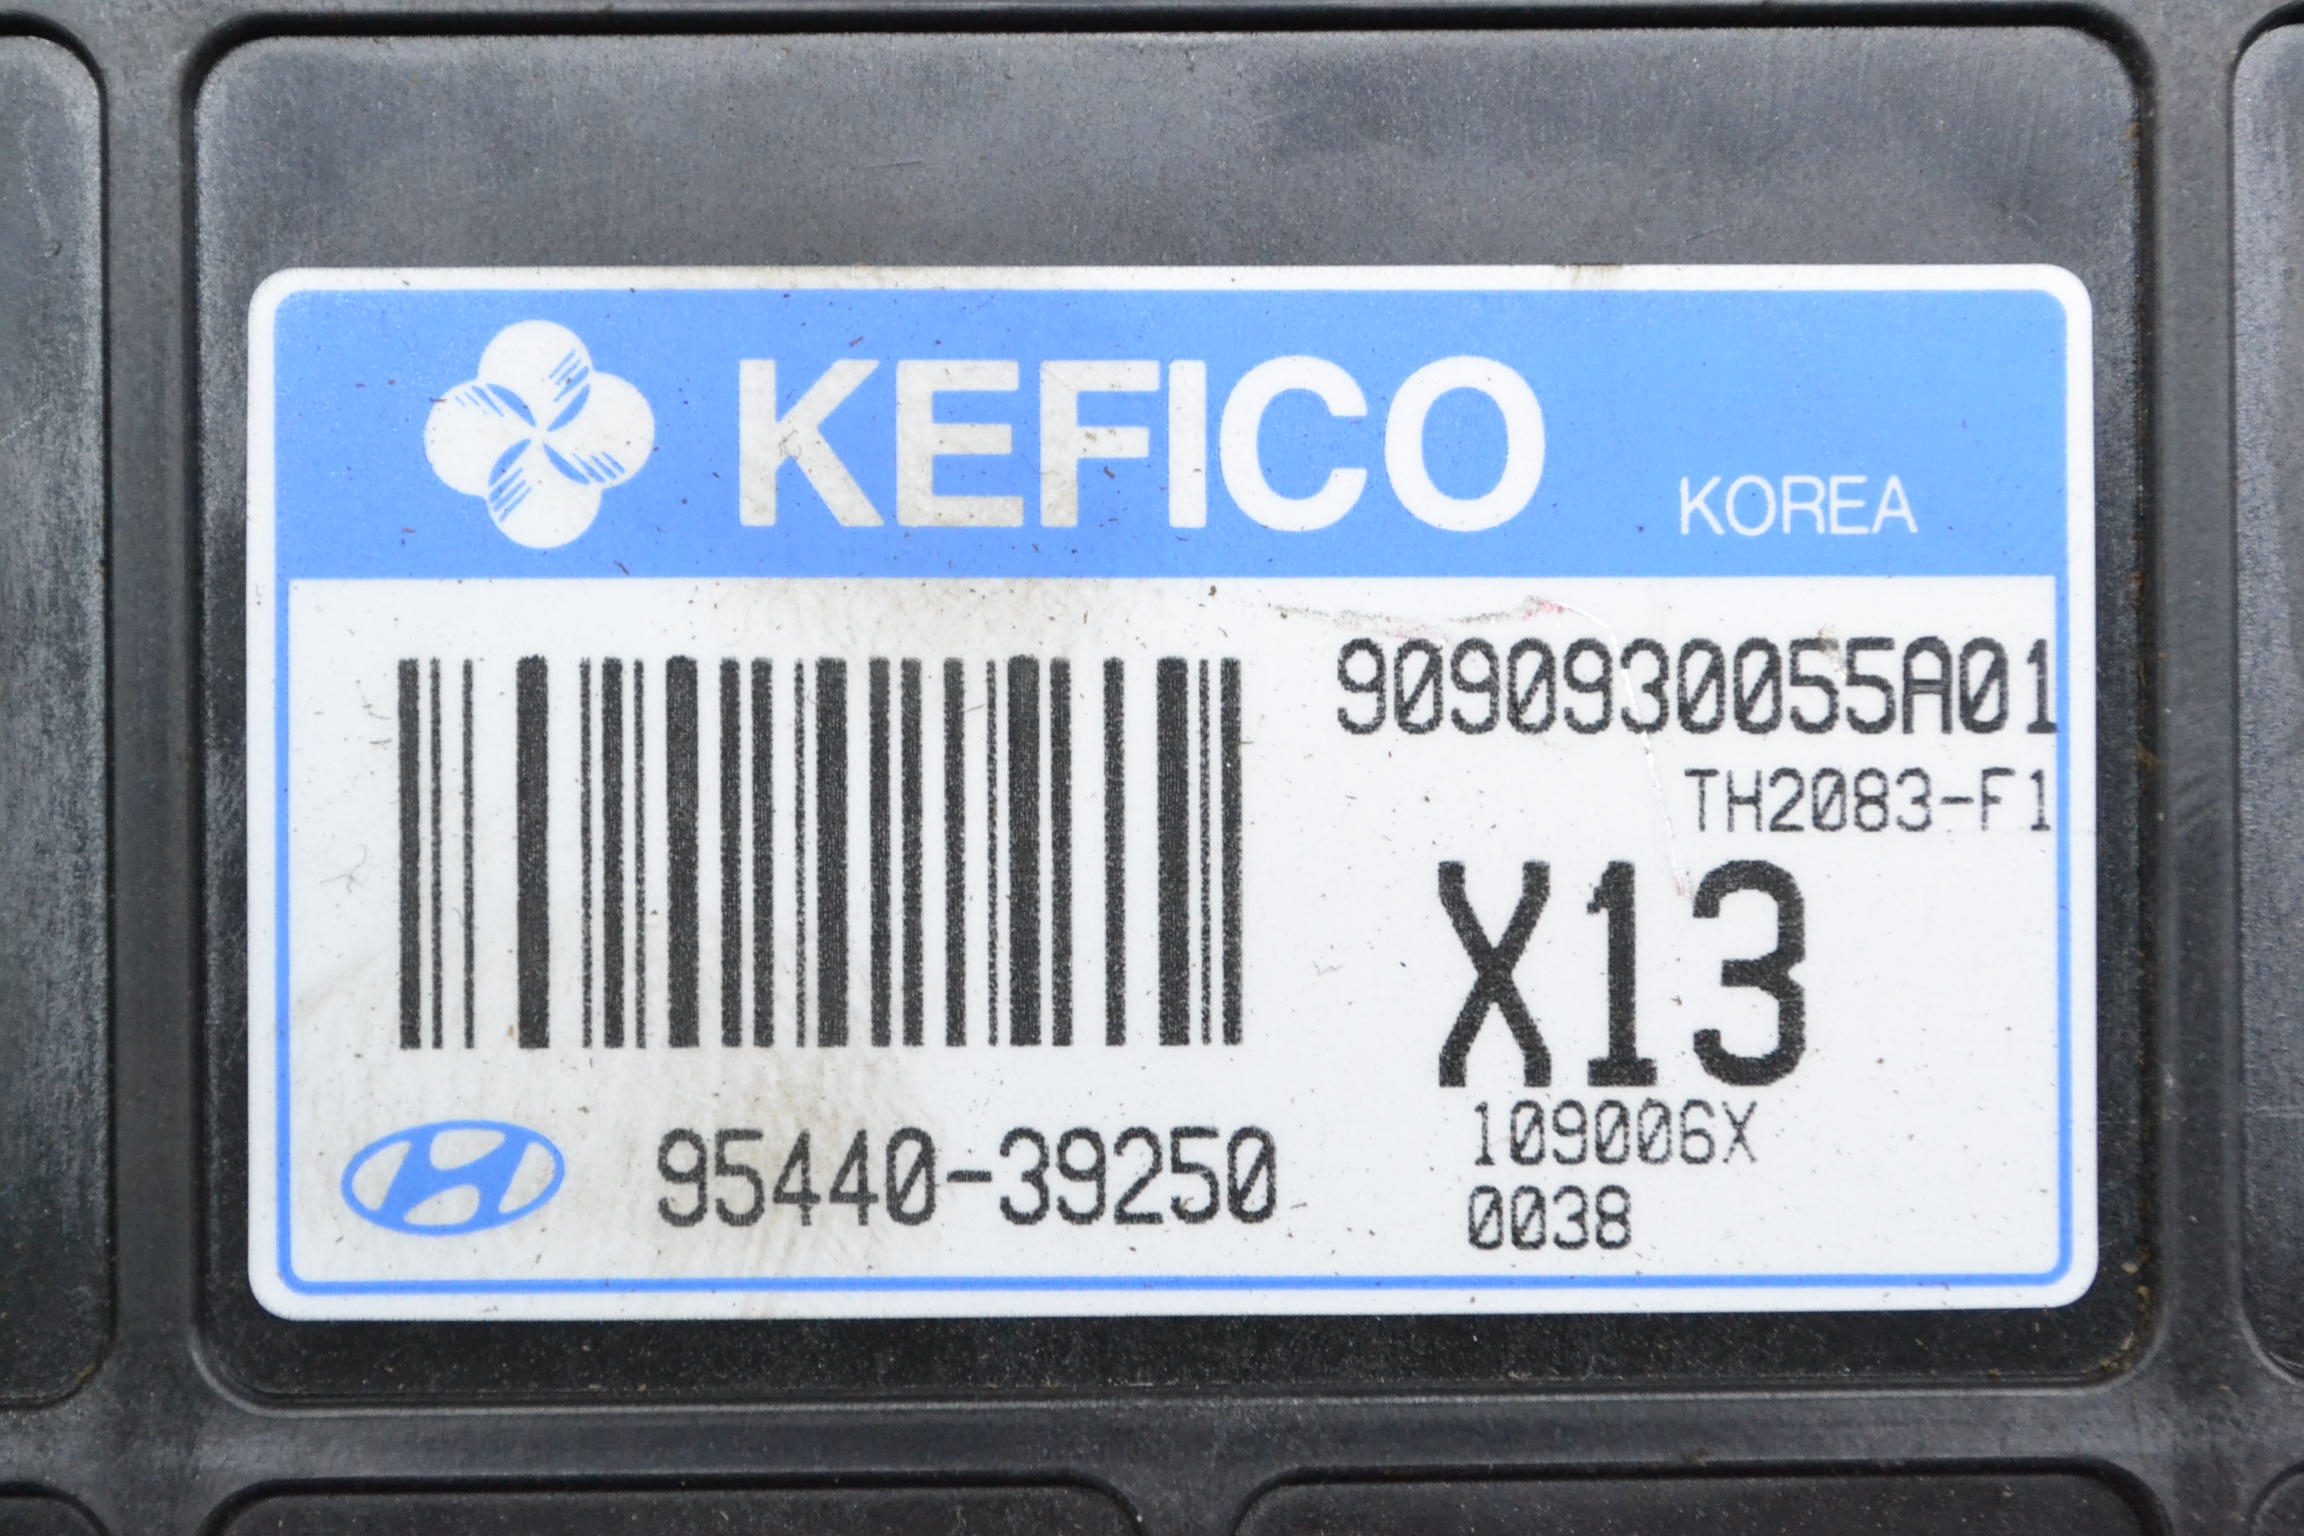 KEFICO KOREA
9090930055A01
TH2083-F1
X13
109006X
0038
95440-39250